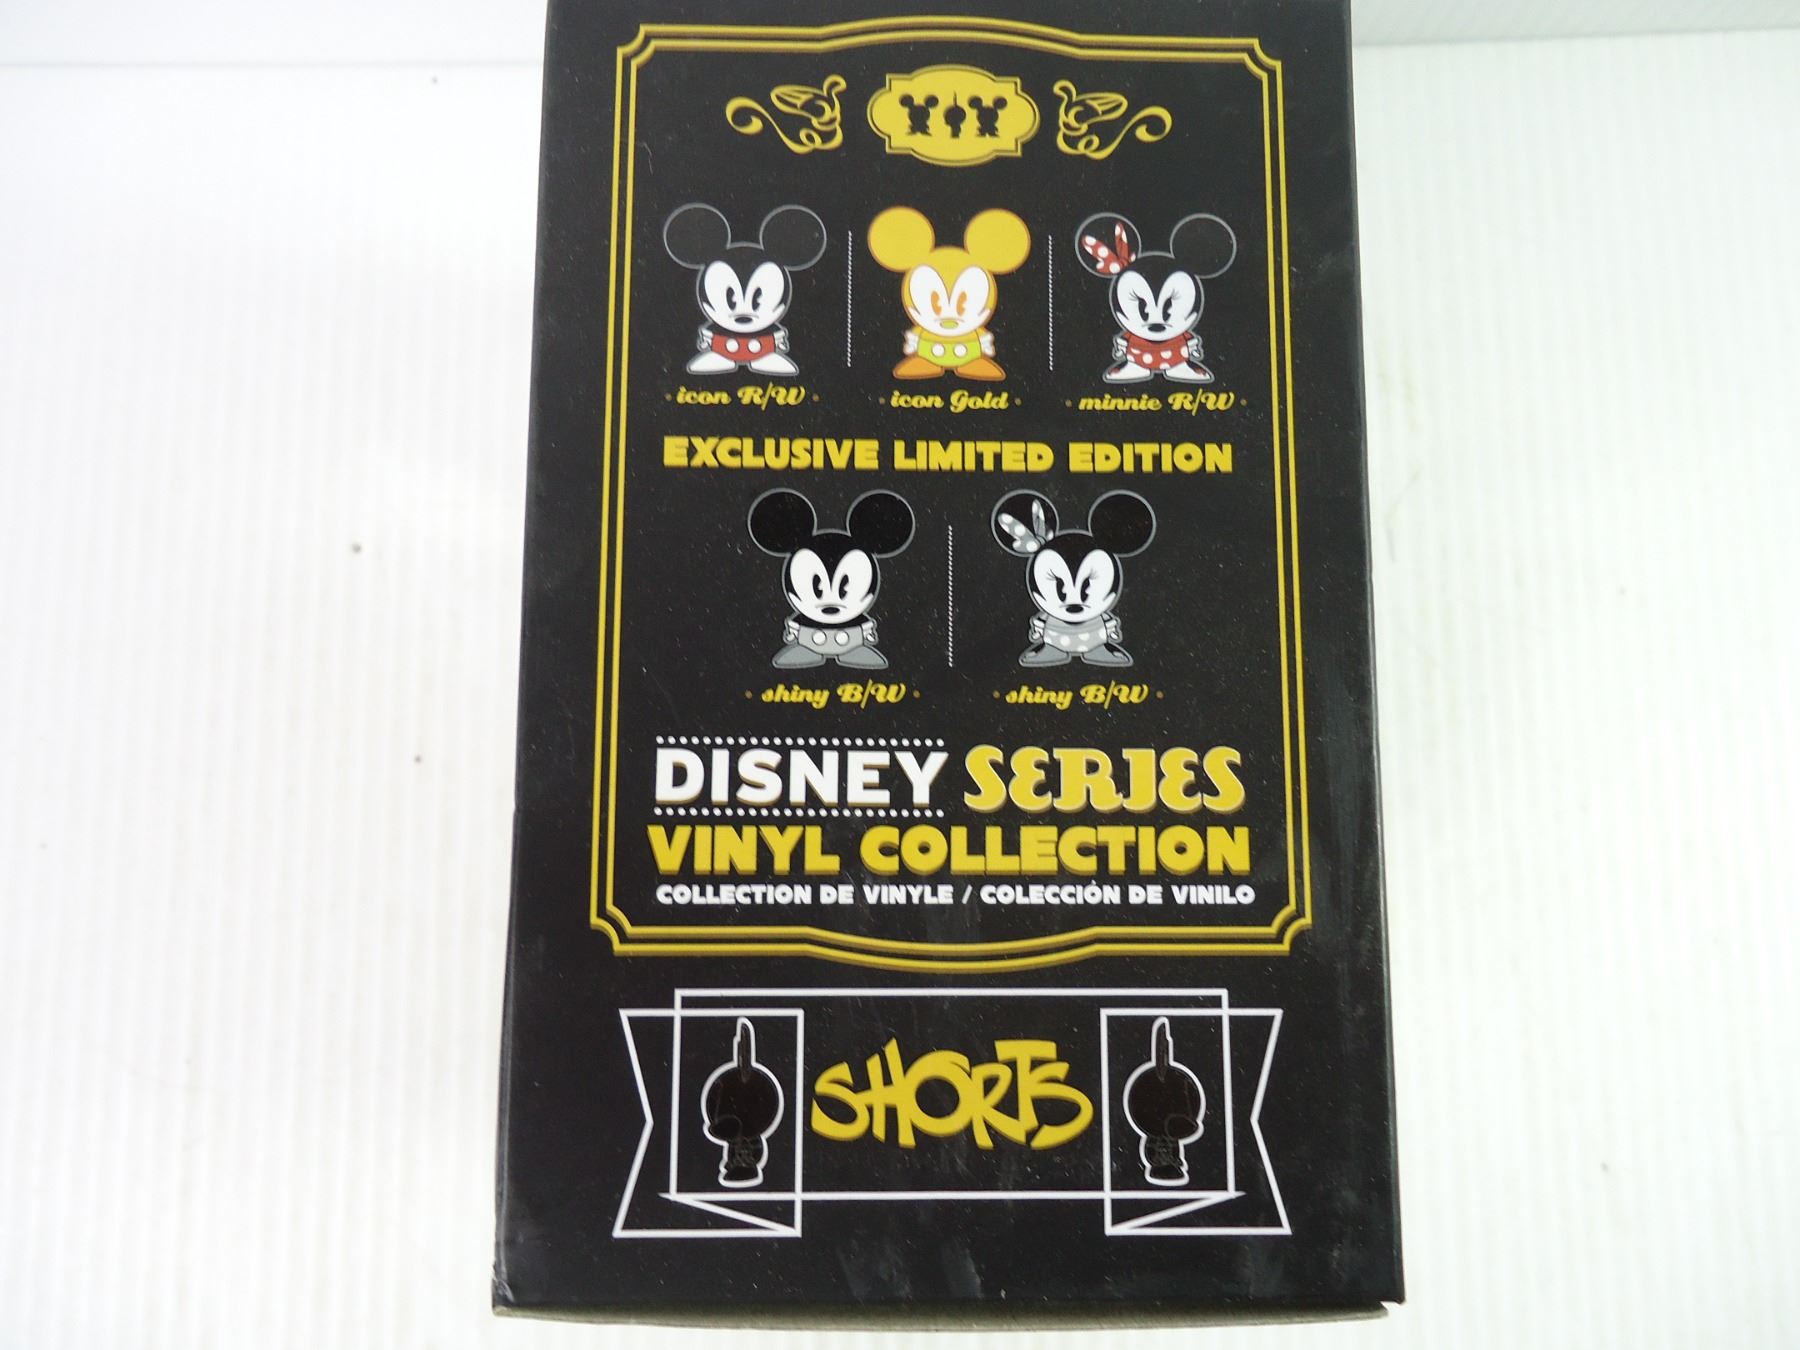 · icon R/W ·
· icon Gold ·
· minnie R/W ·
EXCLUSIVE LIMITED EDITION
· shiny B/W ·
· shiny B/W ·
DISNEY SERIES
VINYL COLLECTION
COLLECTION DE VINYLE / COLECCIÓN DE VINILO
SHORTS